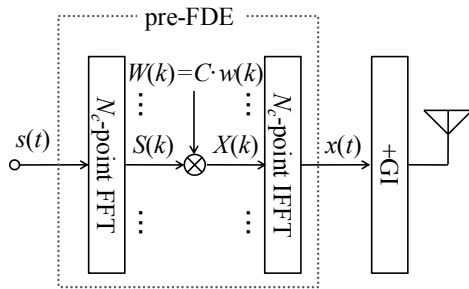 pre-FDE
W(k)=C·w(k)
s(t)
N_c-point FFT
S(k)
X(k)
N_c-point IFFT
x(t)
+GI